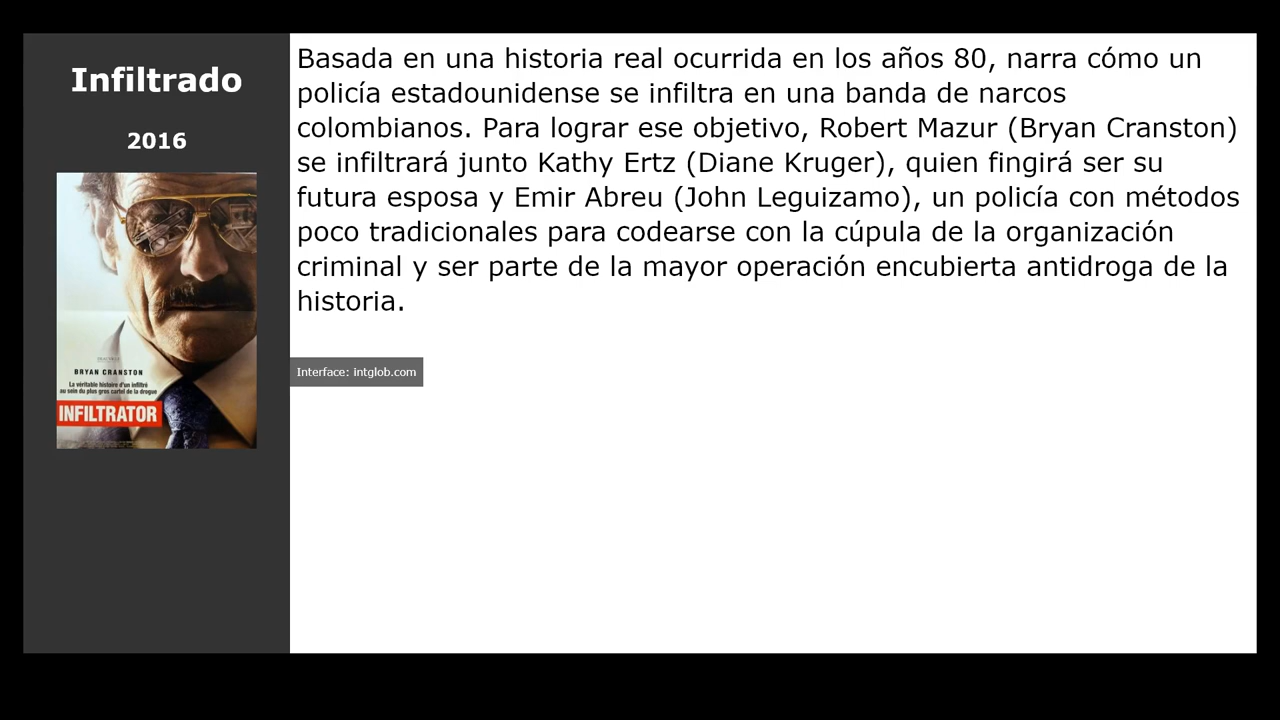 Infiltrado
2016
BRYAN CRANSTON
La véritable histoire d'un infiltré
au sein du plus gros cartel de la drogue
INFILTRATOR
Basada en una historia real ocurrida en los años 80, narra cómo un
policía estadounidense se infiltra en una banda de narcos
colombianos. Para lograr ese objetivo, Robert Mazur (Bryan Cranston)
se infiltrará junto Kathy Ertz (Diane Kruger), quien fingirá ser su
futura esposa y Emir Abreu (John Leguizamo), un policía con métodos
poco tradicionales para codearse con la cúpula de la organización
criminal y ser parte de la mayor operación encubierta antidroga de la
historia.
Interface: intglob.com